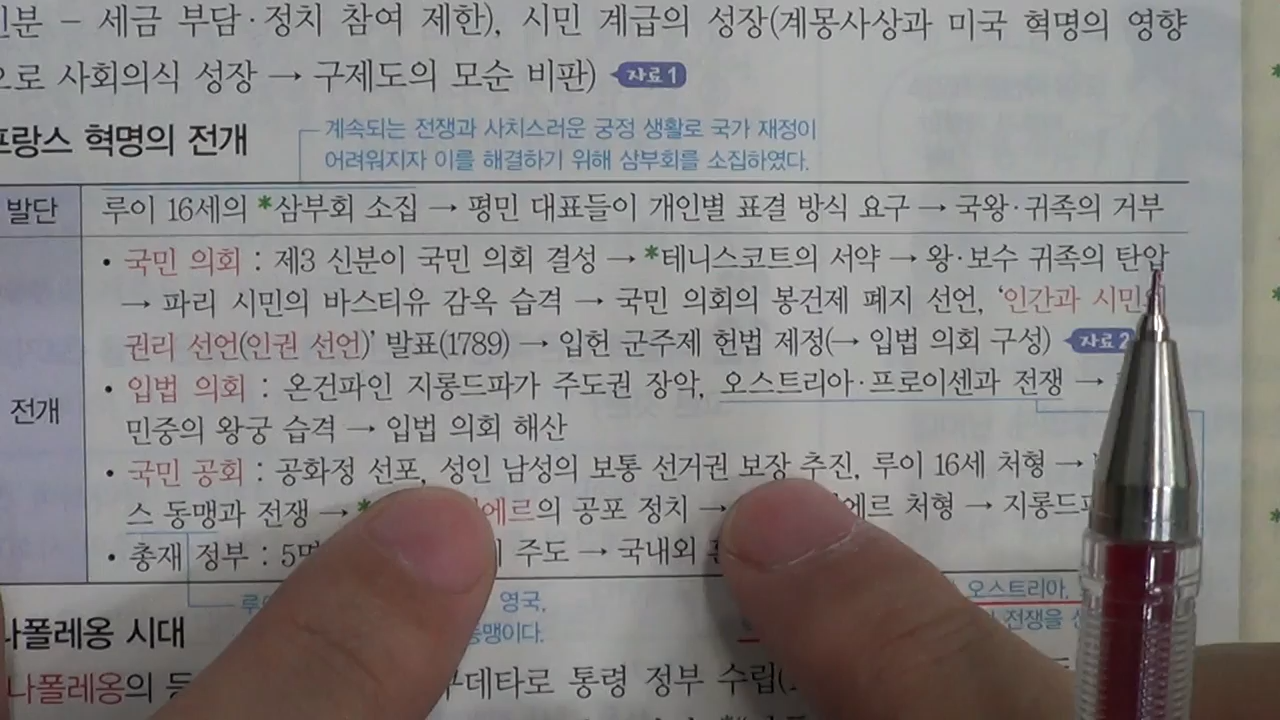 신분 – 세금 부담·정치 참여 제한), 시민 계급의 성장(계몽사상과 미국 혁명의 영향
으로 사회의식 성장 → 구제도의 모순 비판) 자료 1
프랑스 혁명의 전개
계속되는 전쟁과 사치스러운 궁정 생활로 국가 재정이
어려워지자 이를 해결하기 위해 삼부회를 소집하였다.
발단
루이 16세의 *삼부회 소집 → 평민 대표들이 개인별 표결 방식 요구 → 국왕·귀족의 거부
전개
• 국민 의회 : 제3 신분이 국민 의회 결성 → *테니스코트의 서약 → 왕·보수 귀족의 탄압
→ 파리 시민의 바스티유 감옥 습격 → 국민 의회의 봉건제 폐지 선언, ‘인간과 시민의
권리 선언(인권 선언)’ 발표(1789) → 입헌 군주제 헌법 제정(→ 입법 의회 구성) 자료 2
• 입법 의회 : 온건파인 지롱드파가 주도권 장악, 오스트리아·프로이센과 전쟁 →
민중의 왕궁 습격 → 입법 의회 해산
• 국민 공회 : 공화정 선포, 성인 남성의 보통 선거권 보장 추진, 루이 16세 처형 →
스 동맹과 전쟁 → * 에르의 공포 정치 → 에르 처형 → 지롱드파
• 총재 정부 : 5명 주도 → 국내외
영국,
동맹이다.
오스트리아,
전쟁을
나폴레옹 시대
나폴레옹의 쿠데타로 통령 정부 수립(